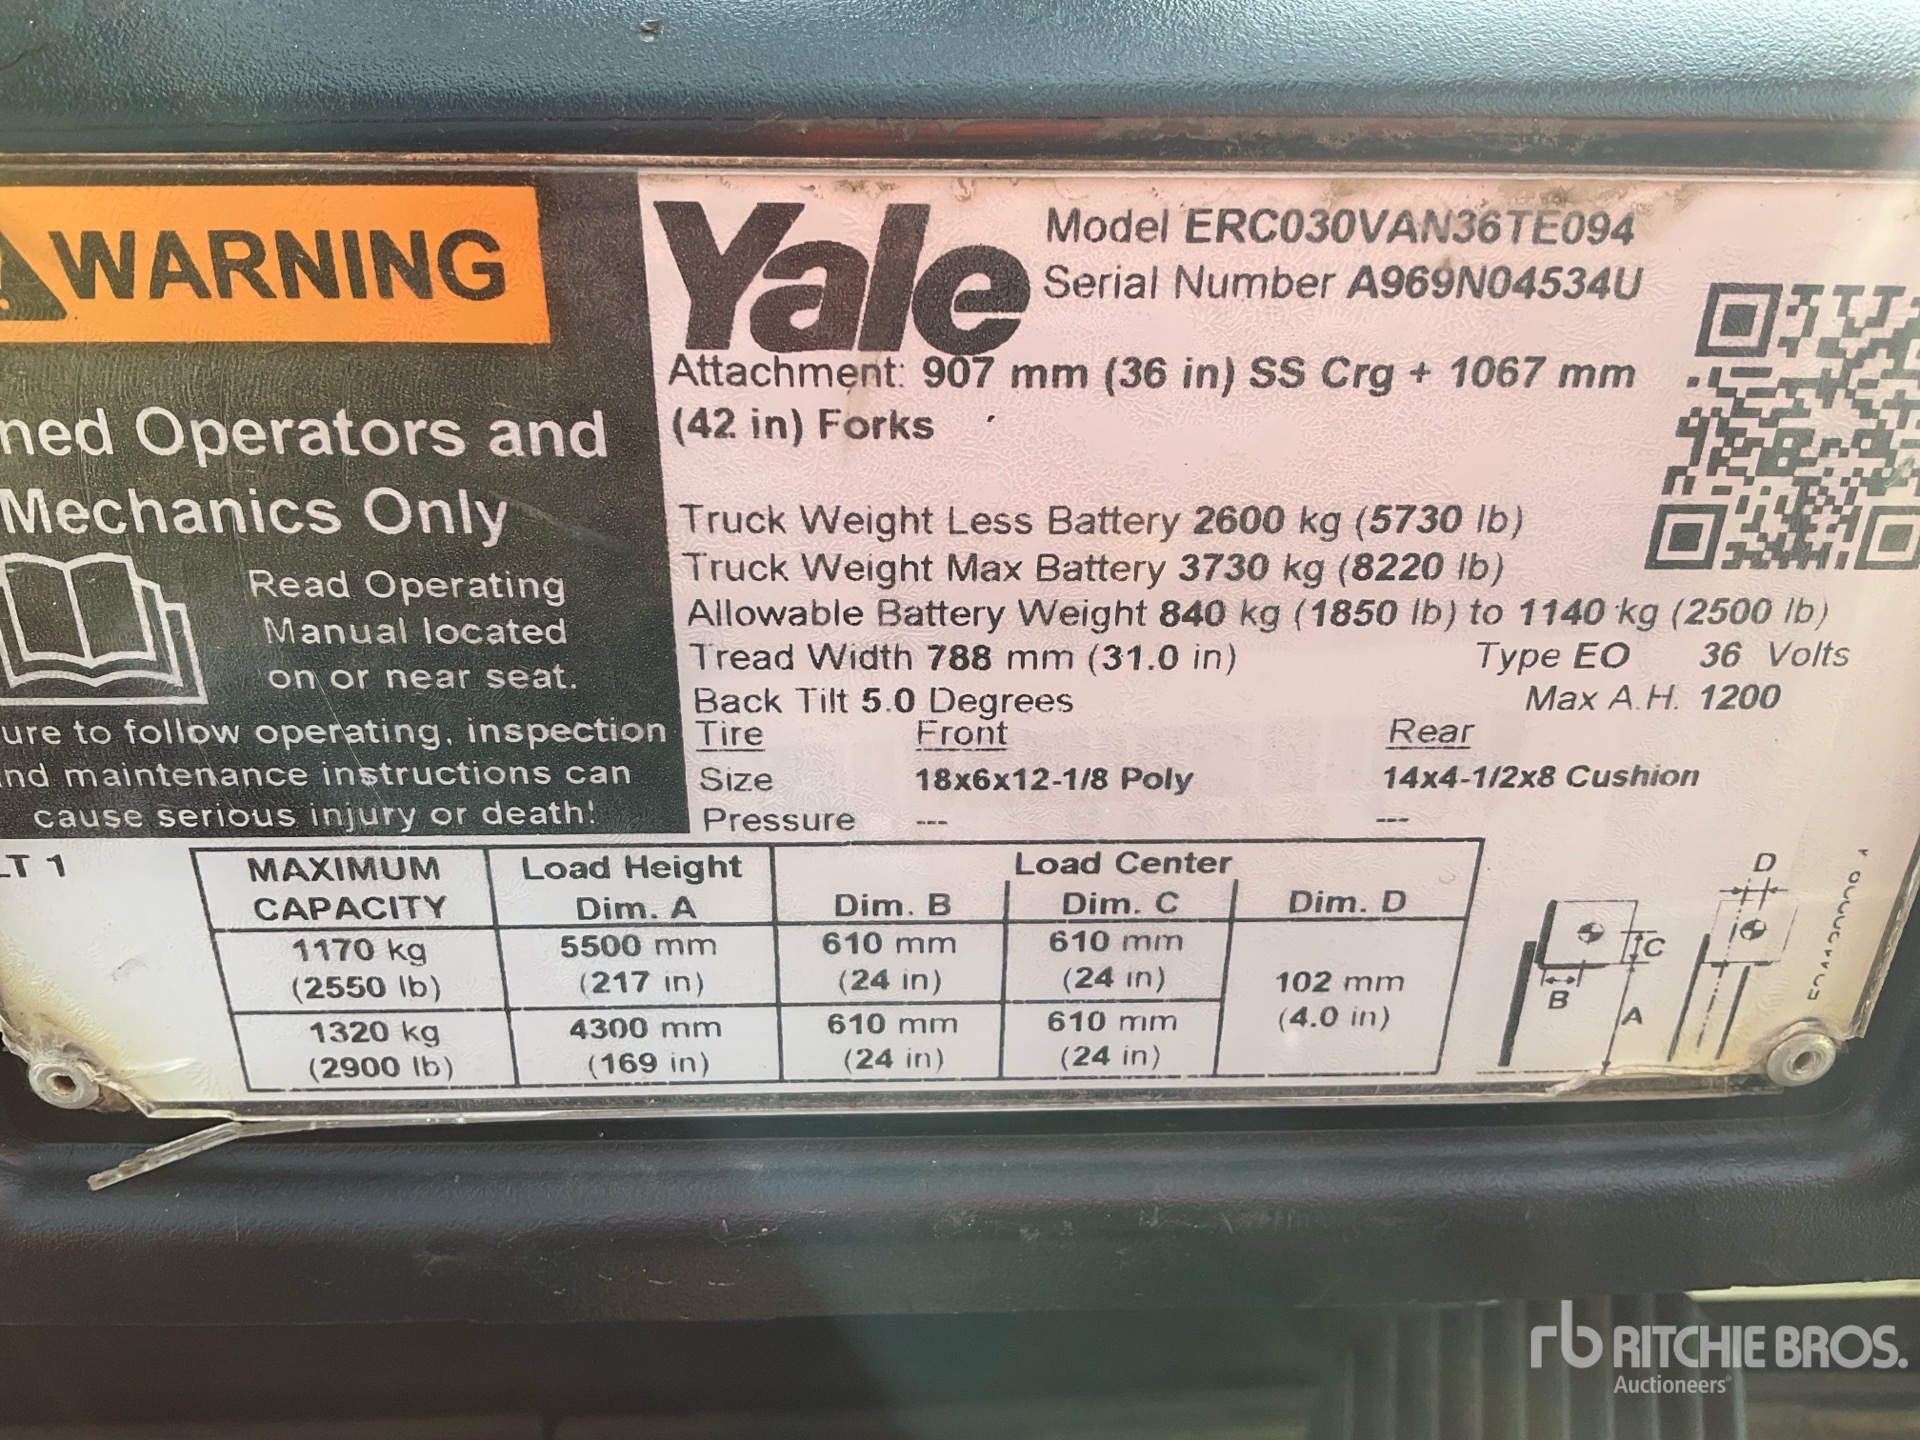 WARNING
ned Operators and
Mechanics Only
Read Operating
Manual located
on or near seat.
ure to follow operating, inspection
nd maintenance instructions can
cause serious injury or death!
Yale
Model ERC030VAN36TE094
Serial Number A969N04534U
Attachment: 907 mm (36 in) SS Crg + 1067 mm
(42 in) Forks
Truck Weight Less Battery 2600 kg (5730 lb)
Truck Weight Max Battery 3730 kg (8220 lb)
Allowable Battery Weight 840 kg (1850 lb) to 1140 kg (2500 lb)
Tread Width 788 mm (31.0 in) Type EO 36 Volts
Back Tilt 5.0 Degrees Max A.H. 1200
Tire Front Rear
Size 18x6x12-1/8 Poly 14x4-1/2x8 Cushion
Pressure --- ---
LT 1
MAXIMUM CAPACITY Load Height Dim. A Load Center
Dim. B Dim. C Dim. D
1170 kg 5500 mm 610 mm 610 mm
(2550 lb) (217 in) (24 in) (24 in)
102 mm
(4.0 in)
1320 kg 4300 mm 610 mm 610 mm
(2900 lb) (169 in) (24 in) (24 in)
D
C
B
A
rb RITCHIE BROS.
Auctioneers